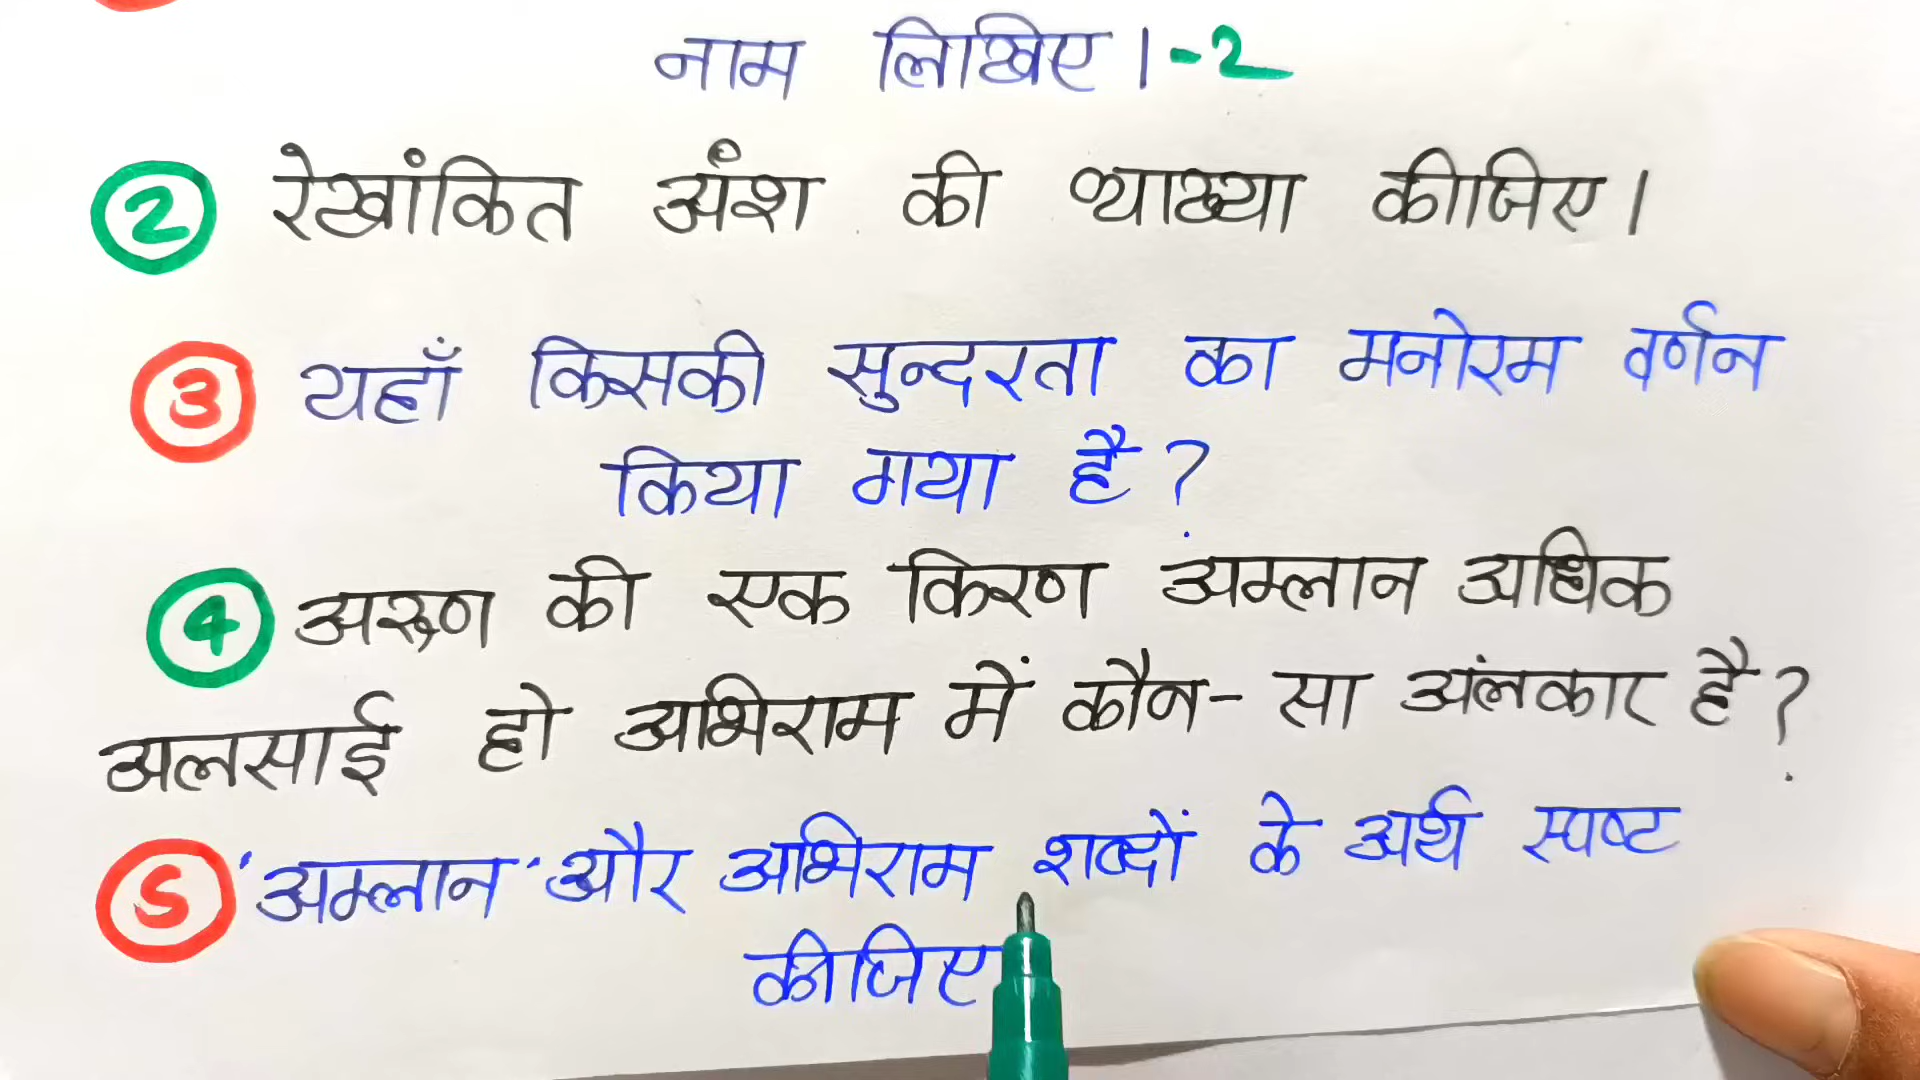 नाम लिखिए।-2
② रेखांकित अंश की व्याख्या कीजिए।
③ यहाँ किसकी सुन्दरता का मनोरम वर्णन
किया गया है?
④ अरुण की एक किरण अम्लान अधिक
अलसाई हो अभिराम में कौन-सा अंलकार है?
⑤ 'अम्लान' और अभिराम शब्दों के अर्थ स्पष्ट
कीजिए